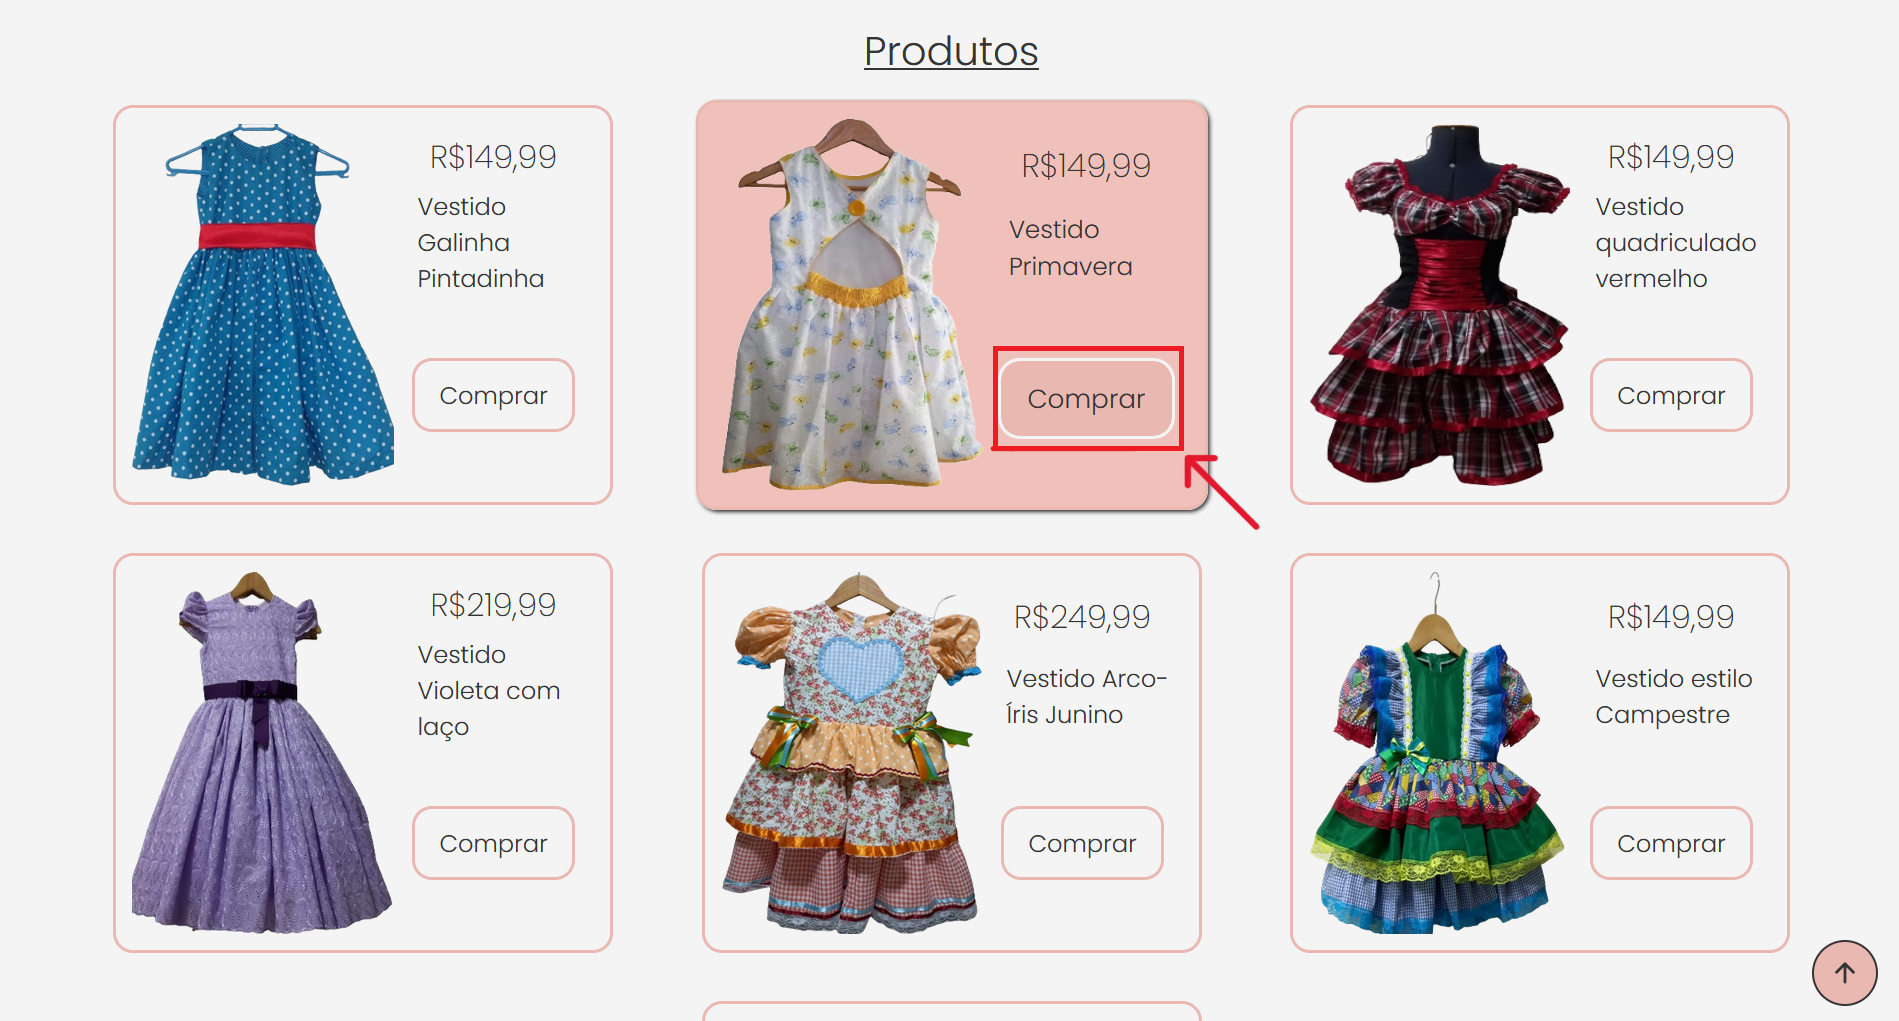 Produtos
R$149,99
Vestido
Galinha
Pintadinha
Comprar
R$149,99
Vestido
Primavera
Comprar
R$149,99
Vestido
quadriculado
vermelho
Comprar
R$219,99
Vestido
Violeta com
laço
Comprar
R$249,99
Vestido Arco-
Íris Junino
Comprar
R$149,99
Vestido estilo
Campestre
Comprar